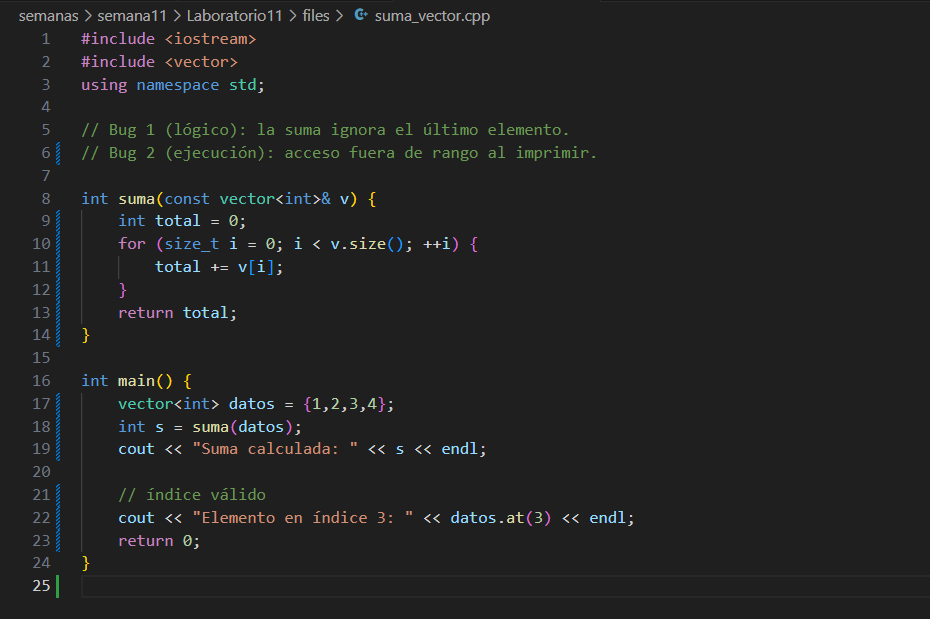 semanas > semana11 > Laboratorio11 > files > suma_vector.cpp
1 #include <iostream>
2 #include <vector>
3 using namespace std;
4
5 // Bug 1 (lógico): la suma ignora el último elemento.
6 // Bug 2 (ejecución): acceso fuera de rango al imprimir.
7
8 int suma(const vector<int>& v) {
9     int total = 0;
10     for (size_t i = 0; i < v.size(); ++i) {
11         total += v[i];
12     }
13     return total;
14 }
15
16 int main() {
17     vector<int> datos = {1,2,3,4};
18     int s = suma(datos);
19     cout << "Suma calculada: " << s << endl;
20
21     // índice válido
22     cout << "Elemento en índice 3: " << datos.at(3) << endl;
23     return 0;
24 }
25